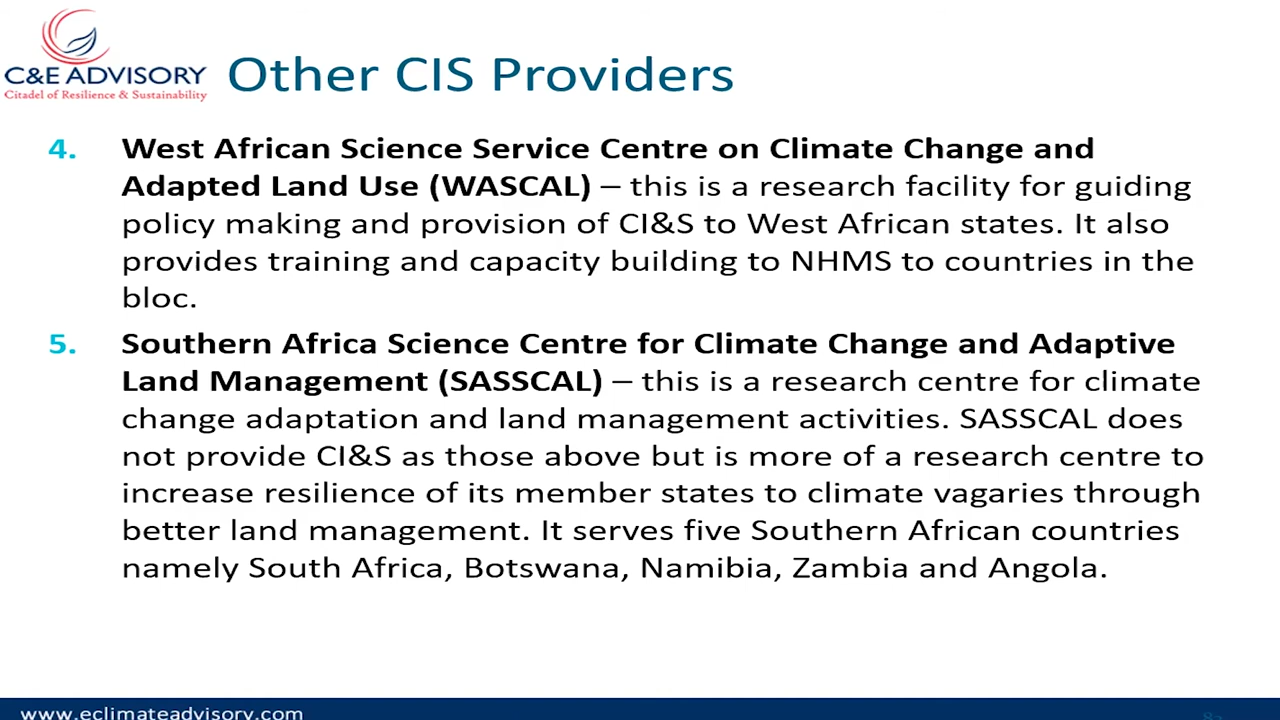 C&E ADVISORY
Citadel of Resilience & Sustainability
Other CIS Providers
4. West African Science Service Centre on Climate Change and
Adapted Land Use (WASCAL) – this is a research facility for guiding
policy making and provision of CI&S to West African states. It also
provides training and capacity building to NHMS to countries in the
bloc.
5. Southern Africa Science Centre for Climate Change and Adaptive
Land Management (SASSCAL) – this is a research centre for climate
change adaptation and land management activities. SASSCAL does
not provide CI&S as those above but is more of a research centre to
increase resilience of its member states to climate vagaries through
better land management. It serves five Southern African countries
namely South Africa, Botswana, Namibia, Zambia and Angola.
www.eclimateadvisory.com